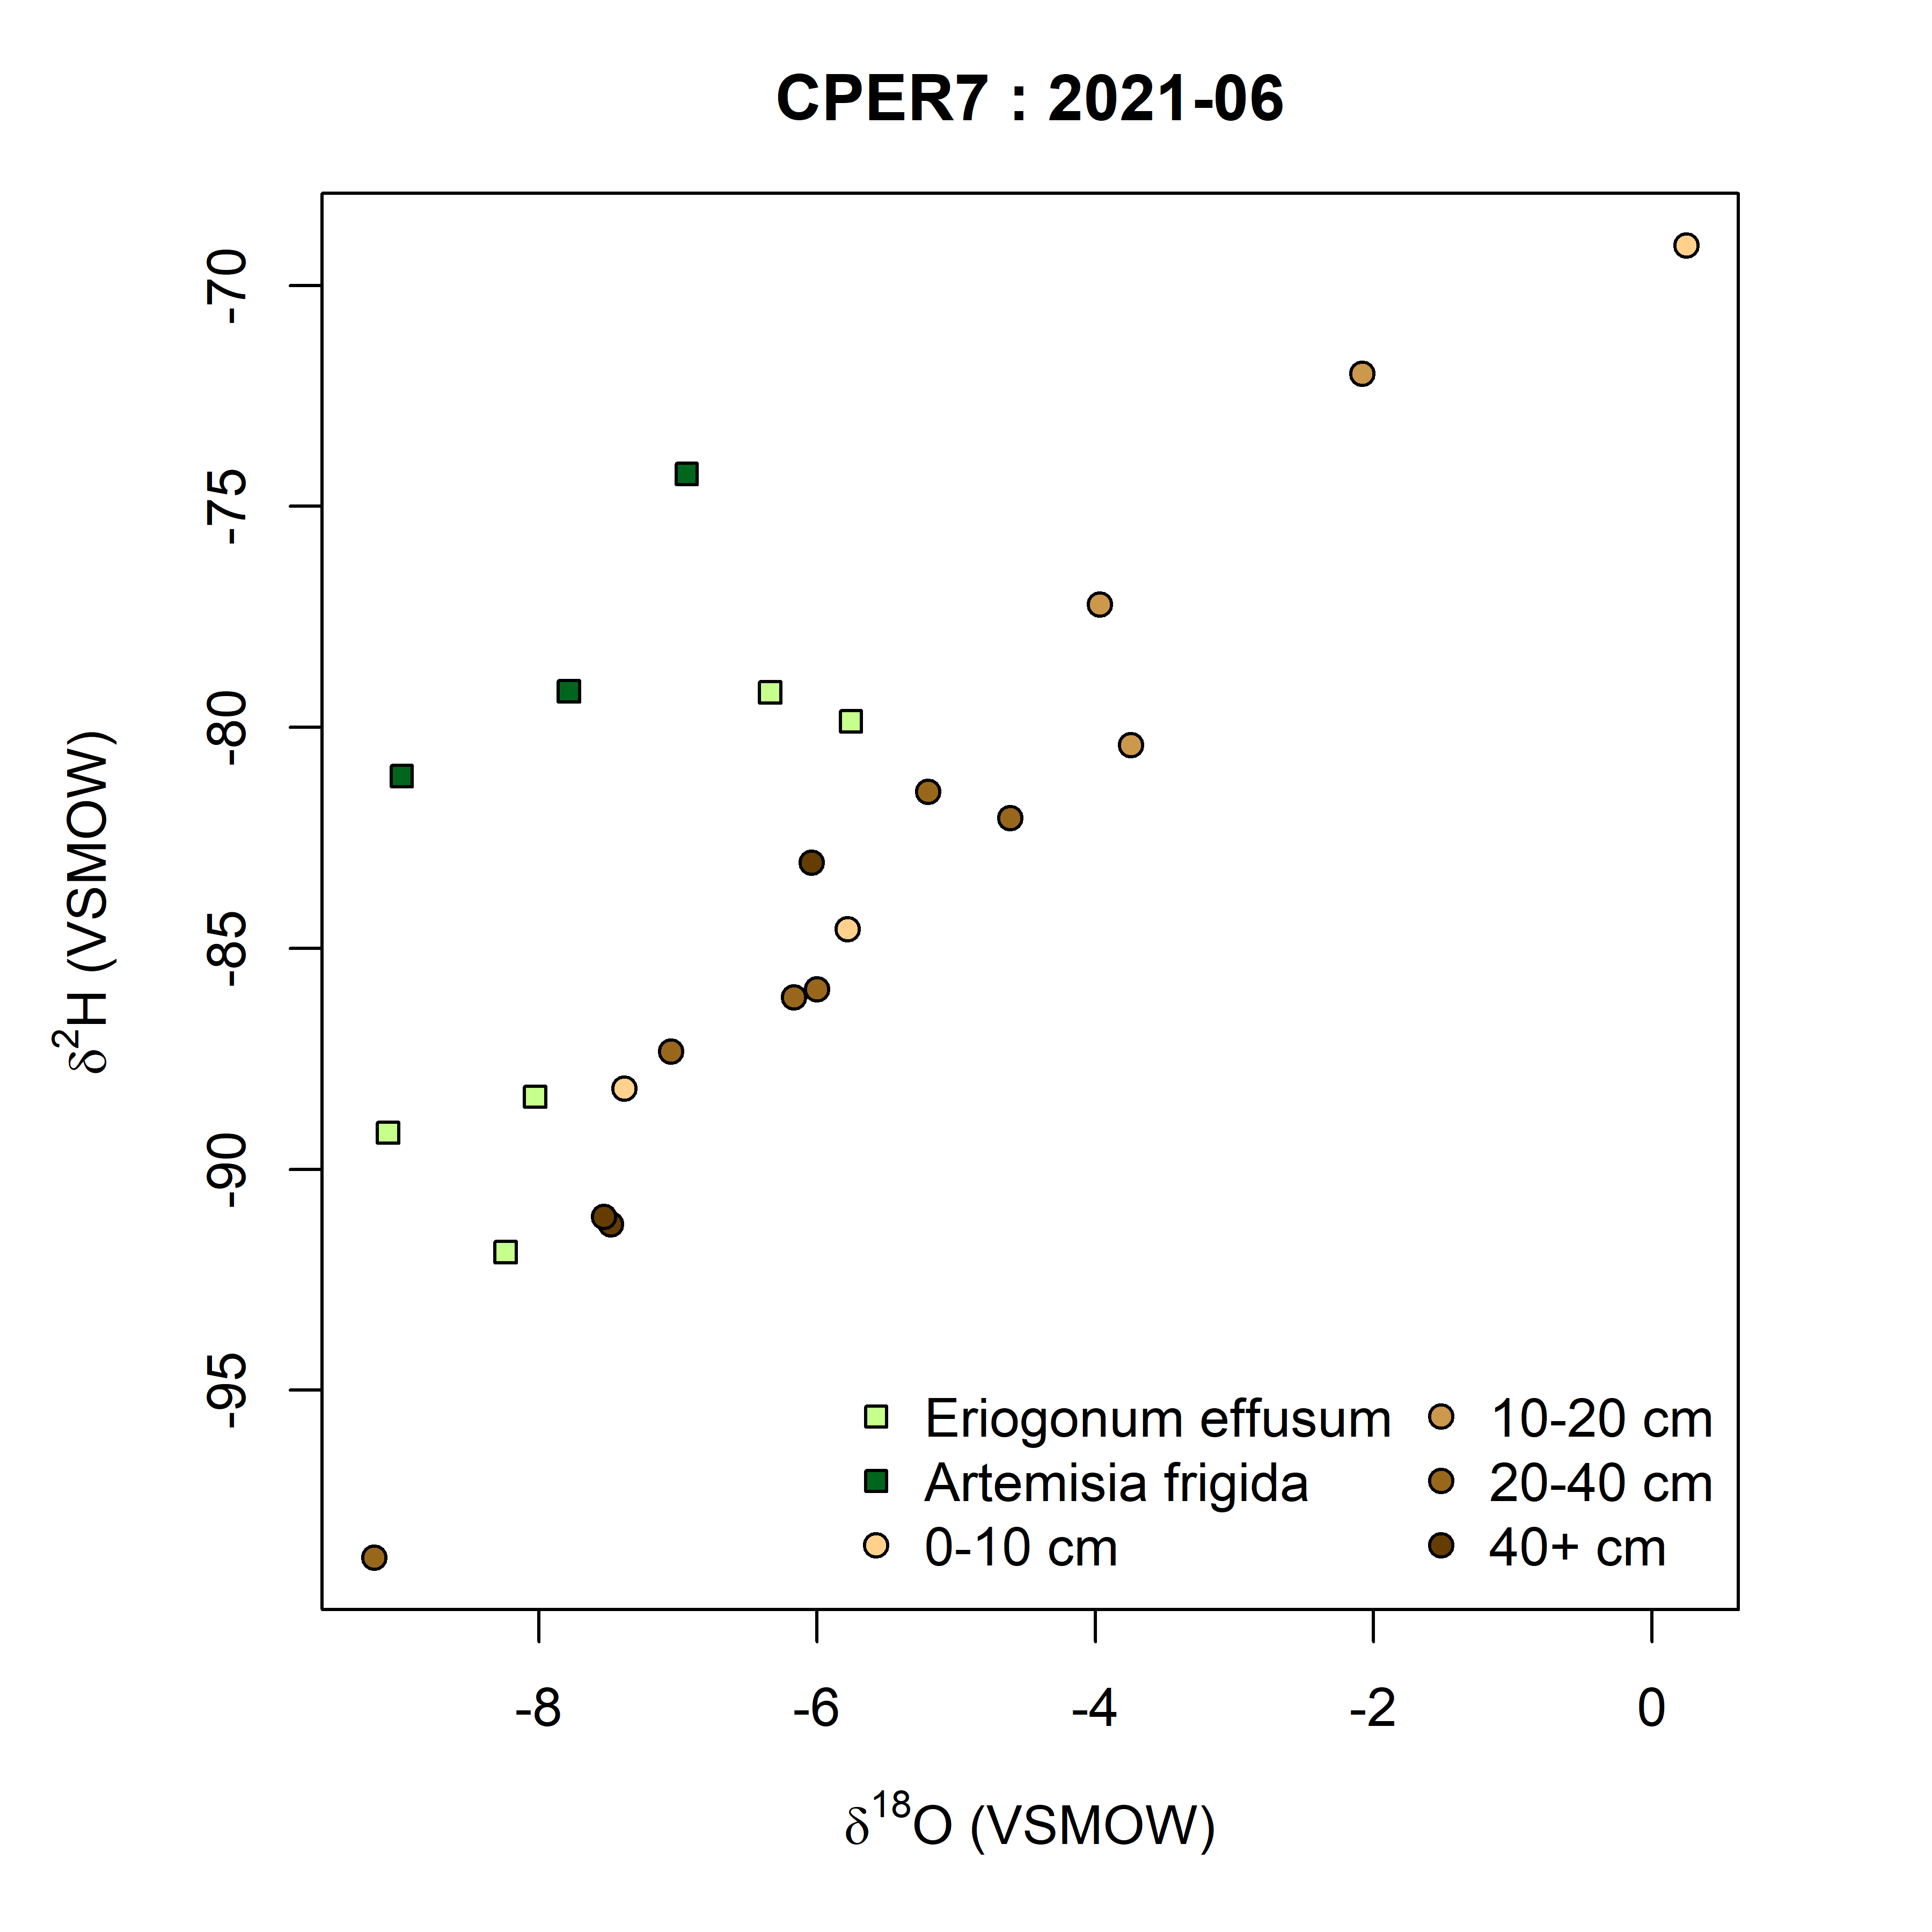 CPER7 : 2021-06
-70
-75
-80
-85
-90
-95
δ²H (VSMOW)
Eriogonum effusum
Artemisia frigida
0-10 cm
10-20 cm
20-40 cm
40+ cm
-8 -6 -4 -2 0
δ¹⁸O (VSMOW)